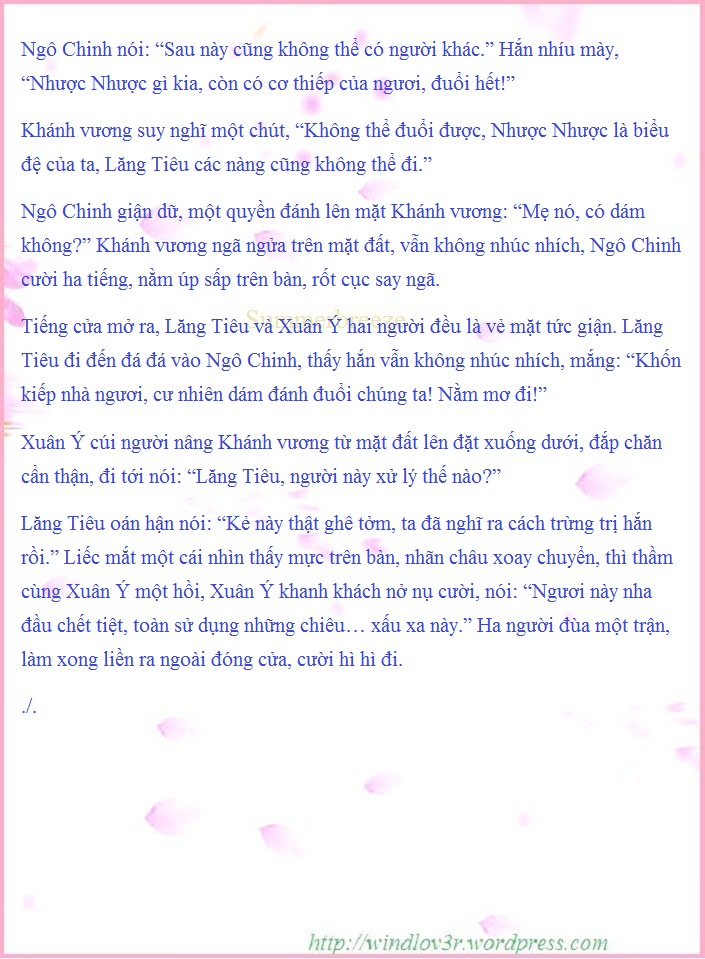 Ngô Chinh nói: “Sau này cũng không thể có người khác.” Hắn nhíu mày,
“Nhược Nhược gì kia, còn có cơ thiếp của ngươi, đuổi hết!”
Khánh vương suy nghĩ một chút, “Không thể đuổi được, Nhược Nhược là biểu
đệ của ta, Lăng Tiêu các nàng cũng không thể đi.”
Ngô Chinh giận dữ, một quyền đánh lên mặt Khánh vương: “Mẹ nó, có dám
không?” Khánh vương ngã ngửa trên mặt đất, vẫn không nhúc nhích, Ngô Chinh
cười ha tiếng, nằm úp sấp trên bàn, rốt cục say ngã.
Summerbreeze
Tiếng cửa mở ra, Lăng Tiêu và Xuân Ý hai người đều là vẻ mặt tức giận. Lăng
Tiêu đi đến đá đá vào Ngô Chinh, thấy hắn vẫn không nhúc nhích, mắng: “Khốn
kiếp nhà ngươi, cư nhiên dám đánh đuổi chúng ta! Nằm mơ đi!”
Xuân Ý cúi người nâng Khánh vương từ mặt đất lên đặt xuống dưới, đắp chăn
cẩn thận, đi tới nói: “Lăng Tiêu, người này xử lý thế nào?”
Lăng Tiêu oán hận nói: “Kẻ này thật ghê tởm, ta đã nghĩ ra cách trừng trị hắn
rồi.” Liếc mắt một cái nhìn thấy mực trên bàn, nhãn châu xoay chuyển, thì thầm
cùng Xuân Ý một hồi, Xuân Ý khanh khách nở nụ cười, nói: “Ngươi này nha
đầu chết tiệt, toàn sử dụng những chiêu… xấu xa này.” Ha người đùa một trận,
làm xong liền ra ngoài đóng cửa, cười hì hì đi.
./.
http://windlov3r.wordpress.com